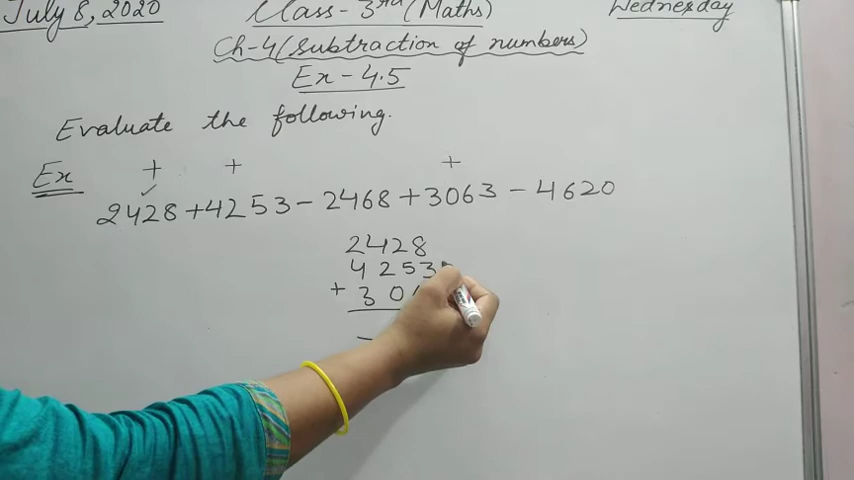 July 8, 2020 Class - 3rd (Maths) Wednesday
Ch-4 (Subtraction of numbers)
Ex - 4.5
Evaluate the following.
+ + +
Ex 2428 + 4253 - 2468 + 3063 - 4620
2428
4253
+ 30